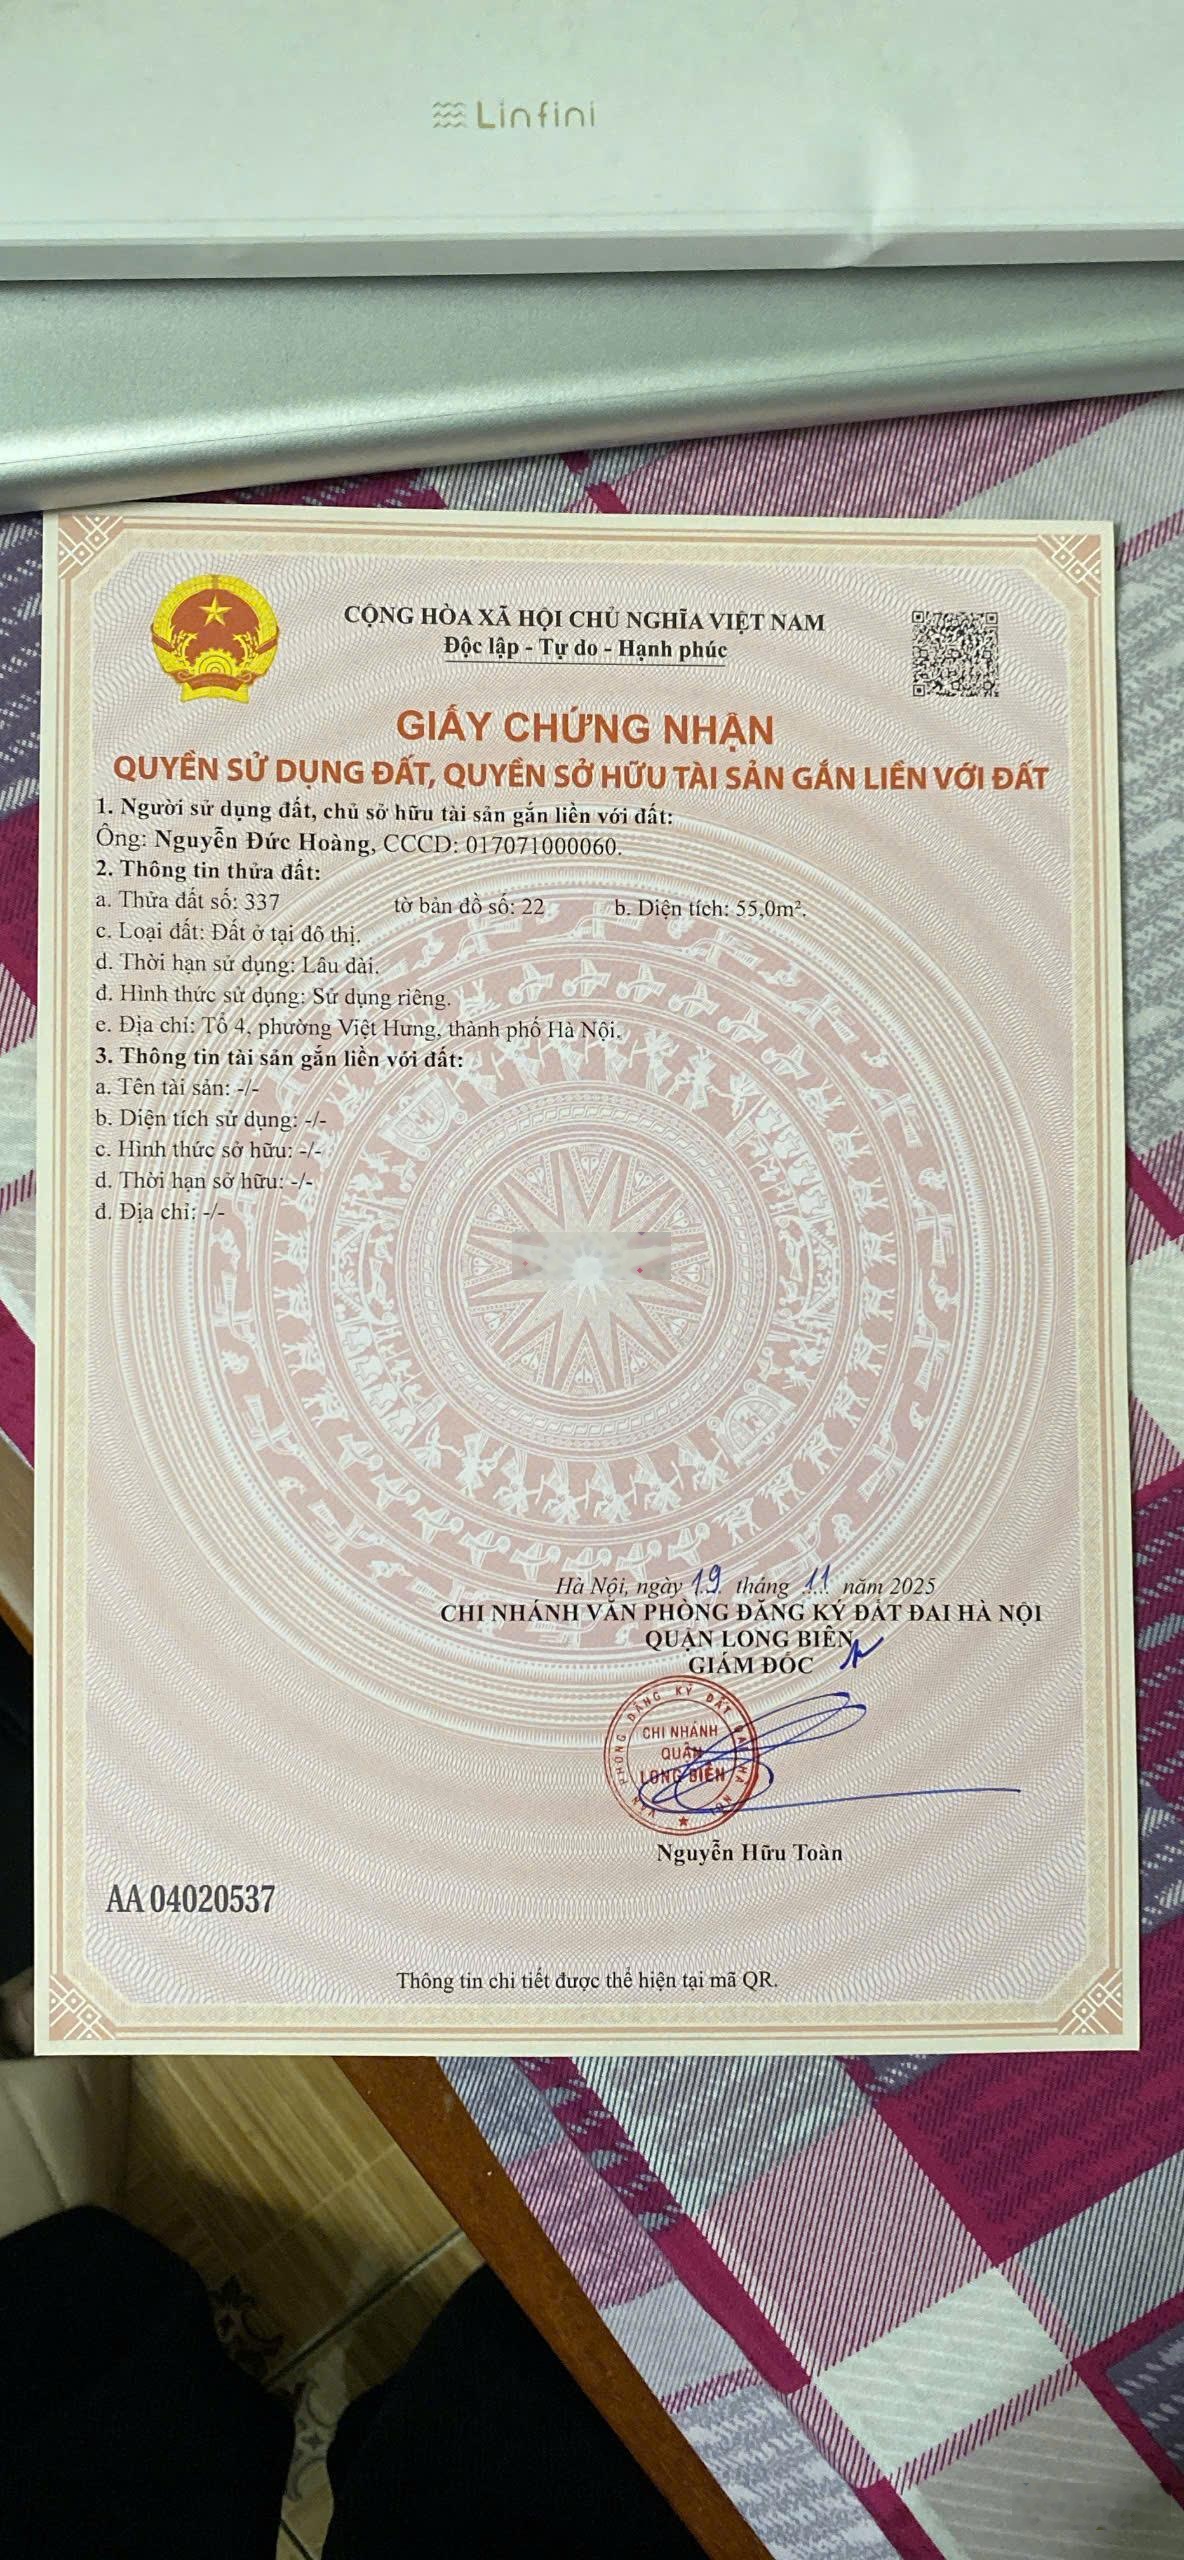 Linfini
CỘNG HÒA XÃ HỘI CHỦ NGHĨA VIỆT NAM
Độc lập - Tự do - Hạnh phúc
GIẤY CHỨNG NHẬN
QUYỀN SỬ DỤNG ĐẤT, QUYỀN SỞ HỮU TÀI SẢN GẮN LIỀN VỚI ĐẤT
1. Người sử dụng đất, chủ sở hữu tài sản gắn liền với đất:
Ông: Nguyễn Đức Hoàng, CCCD: 017071000060.
2. Thông tin thửa đất:
a. Thửa đất số: 337 tờ bản đồ số: 22 b. Diện tích: 55,0m².
c. Loại đất: Đất ở tại đô thị.
d. Thời hạn sử dụng: Lâu dài.
đ. Hình thức sử dụng: Sử dụng riêng.
e. Địa chỉ: Tổ 4, phường Việt Hưng, thành phố Hà Nội.
3. Thông tin tài sản gắn liền với đất:
a. Tên tài sản: -/-
b. Diện tích sử dụng: -/-
c. Hình thức sở hữu: -/-
d. Thời hạn sở hữu: -/-
đ. Địa chỉ: -/-
Hà Nội, ngày 19 tháng 11 năm 2025
CHI NHÁNH VĂN PHÒNG ĐĂNG KÝ ĐẤT ĐAI HÀ NỘI
QUẬN LONG BIÊN
GIÁM ĐỐC
VĂN PHÒNG ĐĂNG KÝ ĐẤT ĐAI HÀ NỘI
CHI NHÁNH
QUẬN
LONG BIÊN
Nguyễn Hữu Toàn
AA 04020537
Thông tin chi tiết được thể hiện tại mã QR.